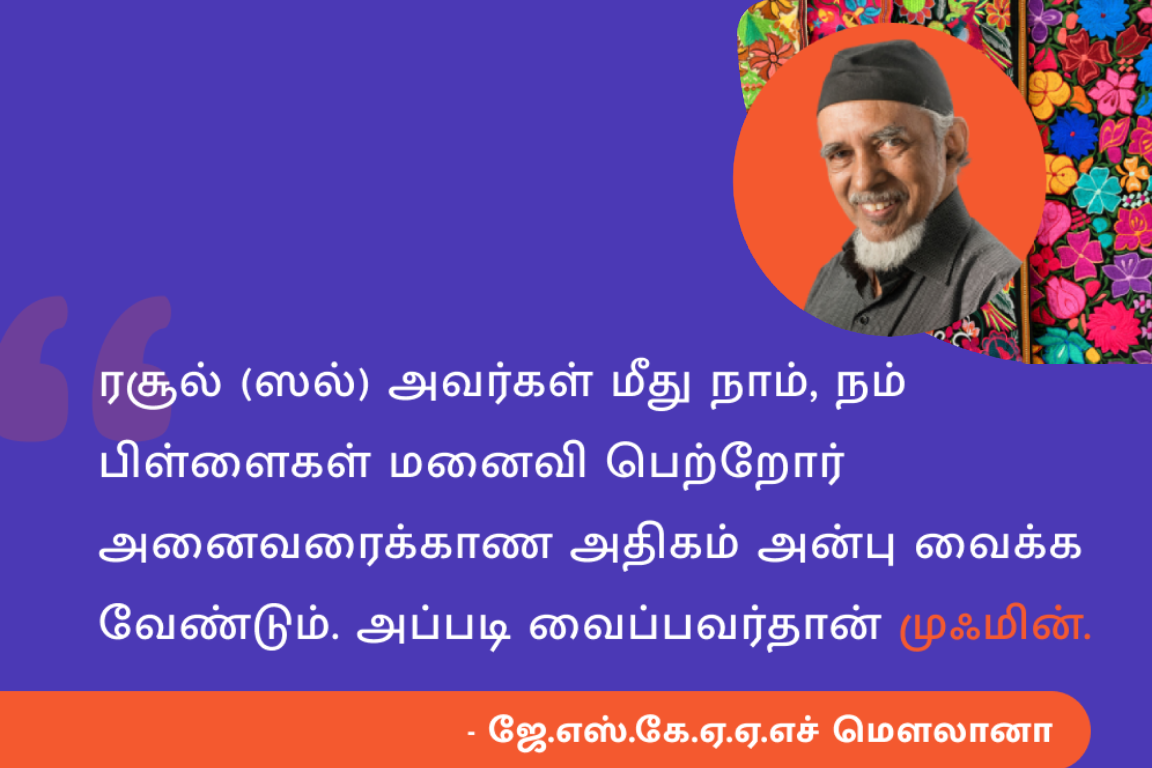 ரசூல் (ஸல்) அவர்கள் மீது நாம், நம்
பிள்ளைகள் மனைவி பெற்றோர்
அனைவரைக்காண அதிகம் அன்பு வைக்க
வேண்டும். அப்படி வைப்பவர்தான் முஃமின்.
- ஜே.எஸ்.கே.ஏ.ஏ.எச் மௌலானா